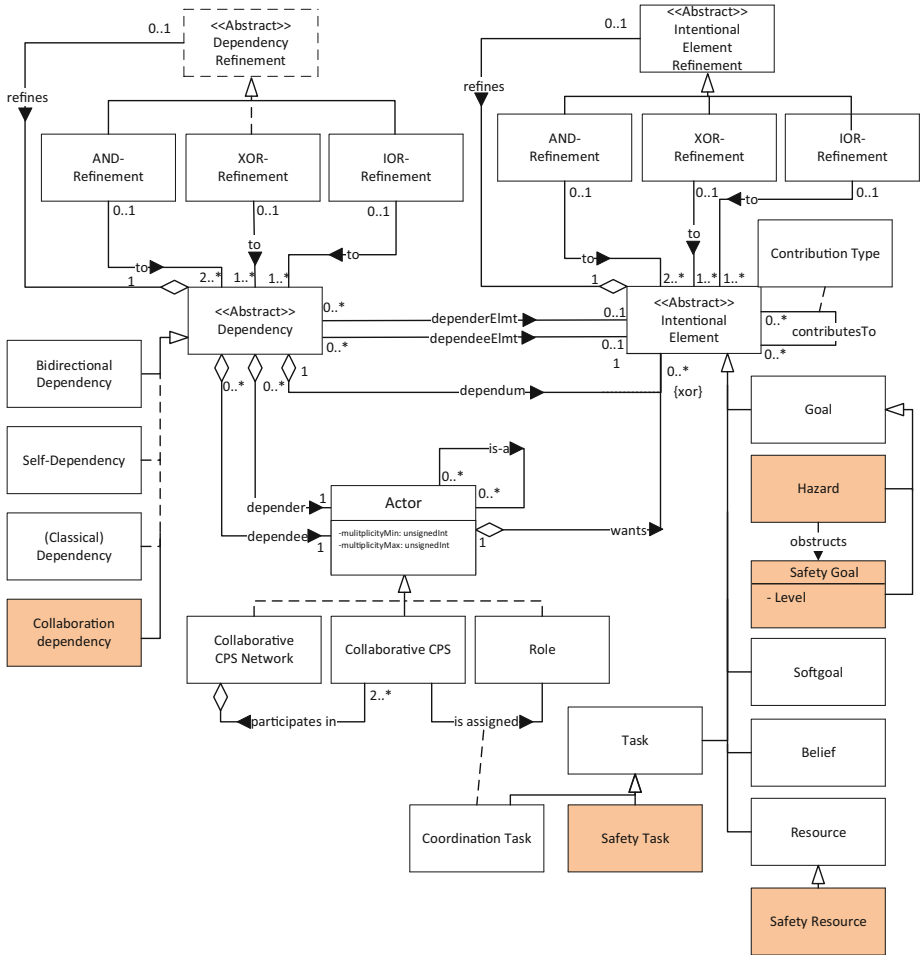 <<Abstract>>
Dependency
Refinement
0..1
refines
AND-
Refinement
XOR-
Refinement
IOR-
Refinement
0..1
0..1
0..1
to
to
to
1
2..*
1..*
1..*
<<Abstract>>
Intentional
Element
Refinement
0..1
refines
AND-
Refinement
XOR-
Refinement
IOR-
Refinement
0..1
0..1
0..1
to
to
to
1
2..*
1..*
1..*
Contribution Type
<<Abstract>>
Dependency
0..*
dependerElmt
0..1
0..*
dependeeElmt
0..1
<<Abstract>>
Intentional
Element
0..*
contributesTo
0..*
0..*
0..*
1
dependum
1
0..*
{xor}
Bidirectional
Dependency
Self-Dependency
(Classical)
Dependency
Collaboration
dependency
is-a
0..*
0..*
depender
1
dependee
1
Actor
-mulitplicityMin: unsignedInt
-multiplicityMax: unsignedInt
1
wants
Goal
Hazard
obstructs
Safety Goal
- Level
Collaborative
CPS Network
Collaborative CPS
Role
2..*
participates in
is assigned
Softgoal
Task
Belief
Coordination Task
Safety Task
Resource
Safety Resource